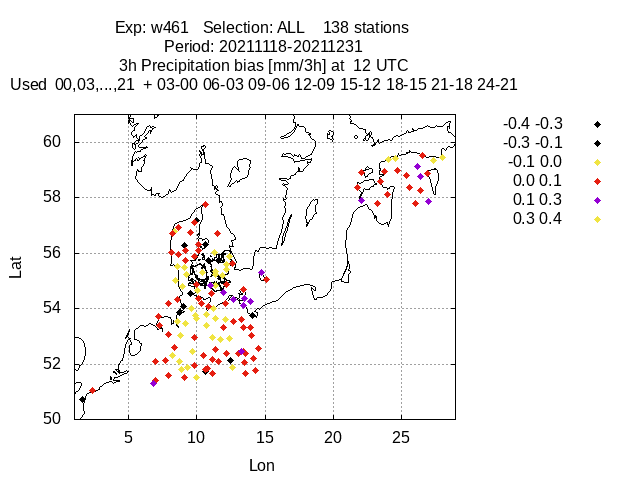 Exp: w461 Selection: ALL 138 stations
Period: 20211118-20211231
3h Precipitation bias [mm/3h] at 12 UTC
Used 00,03,...,21 + 03-00 06-03 09-06 12-09 15-12 18-15 21-18 24-21
-0.4 -0.3
-0.3 -0.1
-0.1 0.0
0.0 0.1
0.1 0.3
0.3 0.4
60
58
56
54
52
50
Lat
5 10 15 20 25
Lon